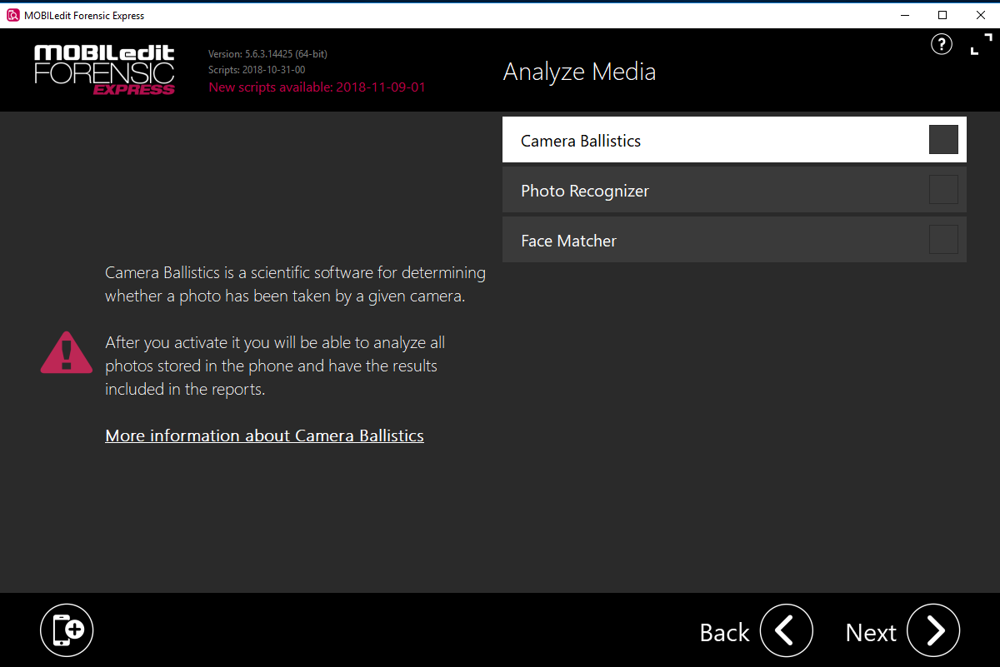 MOBILedit Forensic Express
MOBILedit
FORENSIC
EXPRESS
Version: 5.6.3.14425 (64-bit)
Scripts: 2018-10-31-00
New scripts available: 2018-11-09-01
Analyze Media
?
Camera Ballistics
Photo Recognizer
Face Matcher
Camera Ballistics is a scientific software for determining
whether a photo has been taken by a given camera.
After you activate it you will be able to analyze all
photos stored in the phone and have the results
included in the reports.
More information about Camera Ballistics
Back
Next